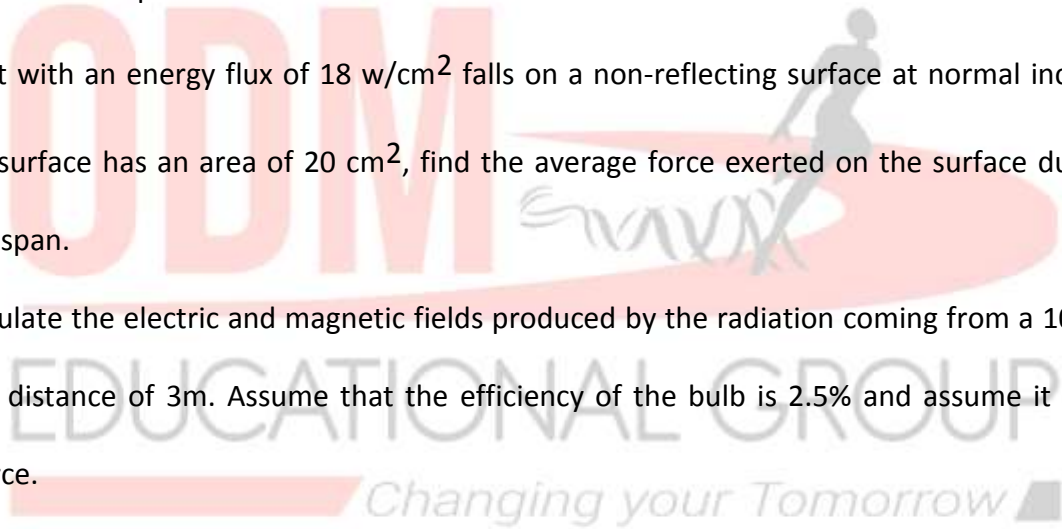 t with an energy flux of 18 w/cm2 falls on a non-reflecting surface at normal inc
surface has an area of 20 cm2, find the average force exerted on the surface du
span.
ulate the electric and magnetic fields produced by the radiation coming from a 10
distance of 3m. Assume that the efficiency of the bulb is 2.5% and assume it
rce.
ODM
EDUCATIONAL GROUP
Changing your Tomorrow